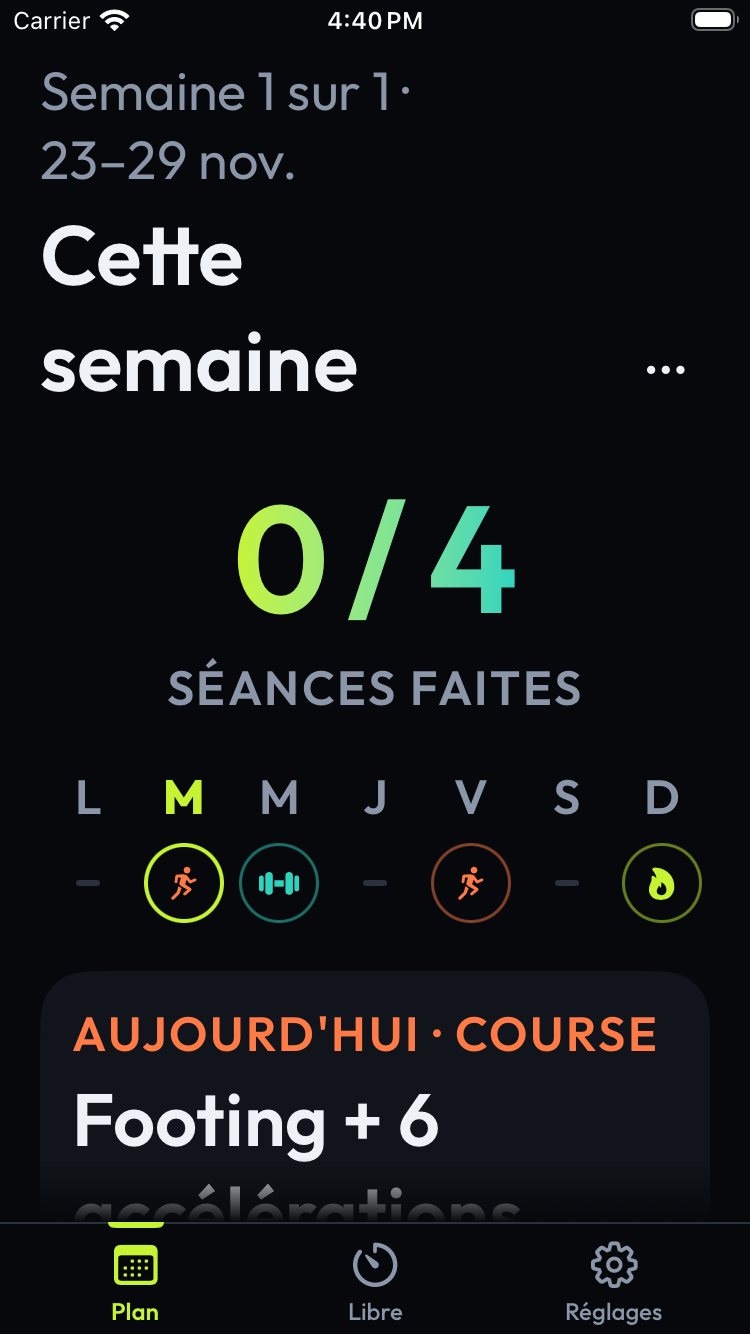 Carrier 4:40 PM
Semaine 1 sur 1 ·
23–29 nov.
Cette
semaine
...
0/4
SÉANCES FAITES
L M M J V S D
AUJOURD'HUI · COURSE
Footing + 6
accélérations
Plan Libre Réglages